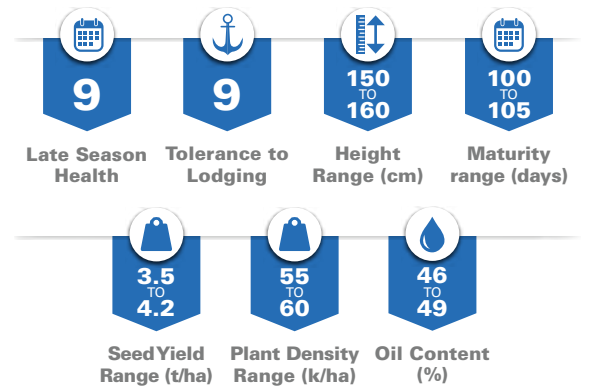 9
9
150
TO
160
100
TO
105
Late Season
Health
Tolerance to
Lodging
Height
Range (cm)
Maturity
range (days)
3.5
TO
4.2
55
TO
60
46
TO
49
Seed Yield
Range (t/ha)
Plant Density
Range (k/ha)
Oil Content
(%)